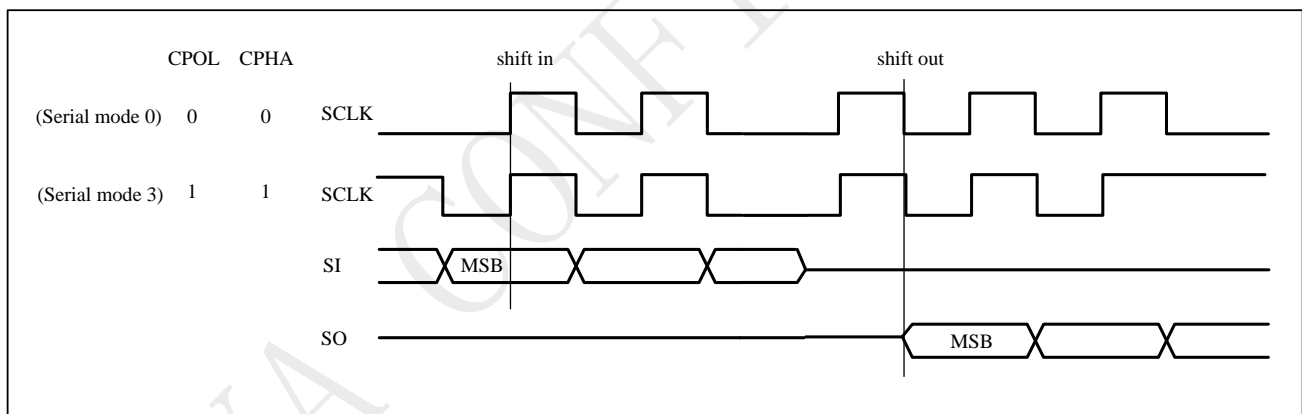 CPOL CPHA shift in shift out
(Serial mode 0) 0 0 SCLK
(Serial mode 3) 1 1 SCLK
SI MSB
SO MSB